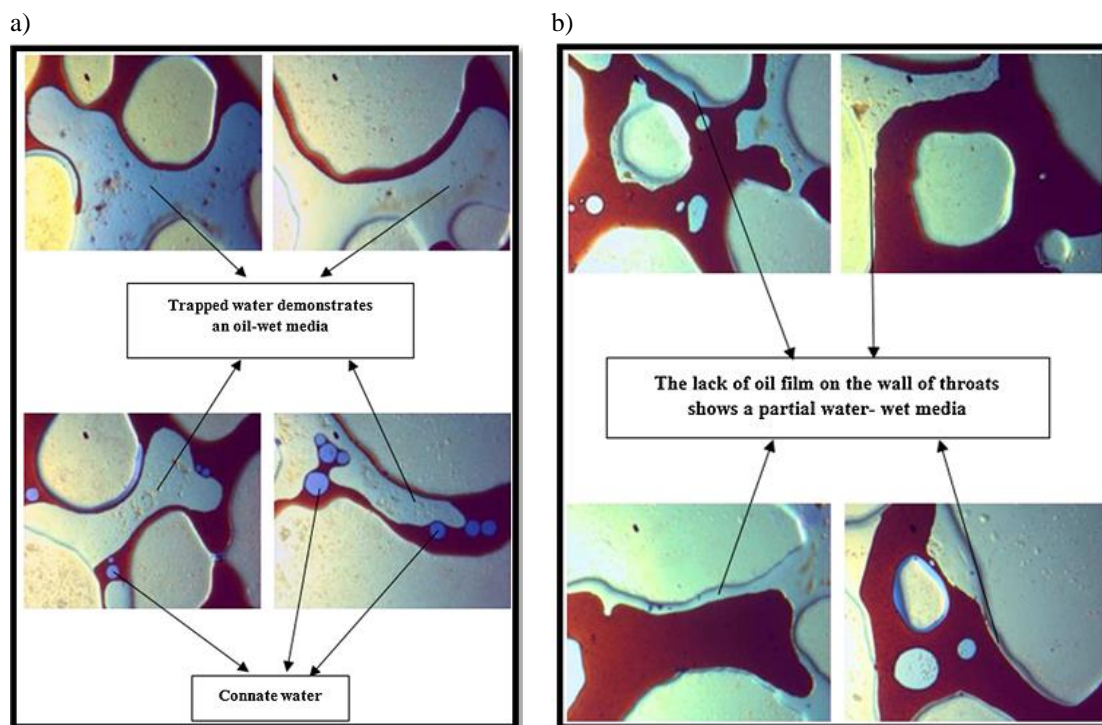 a)
b)
Trapped water demonstrates
an oil-wet media
The lack of oil film on the wall of throats
shows a partial water- wet media
Connate water